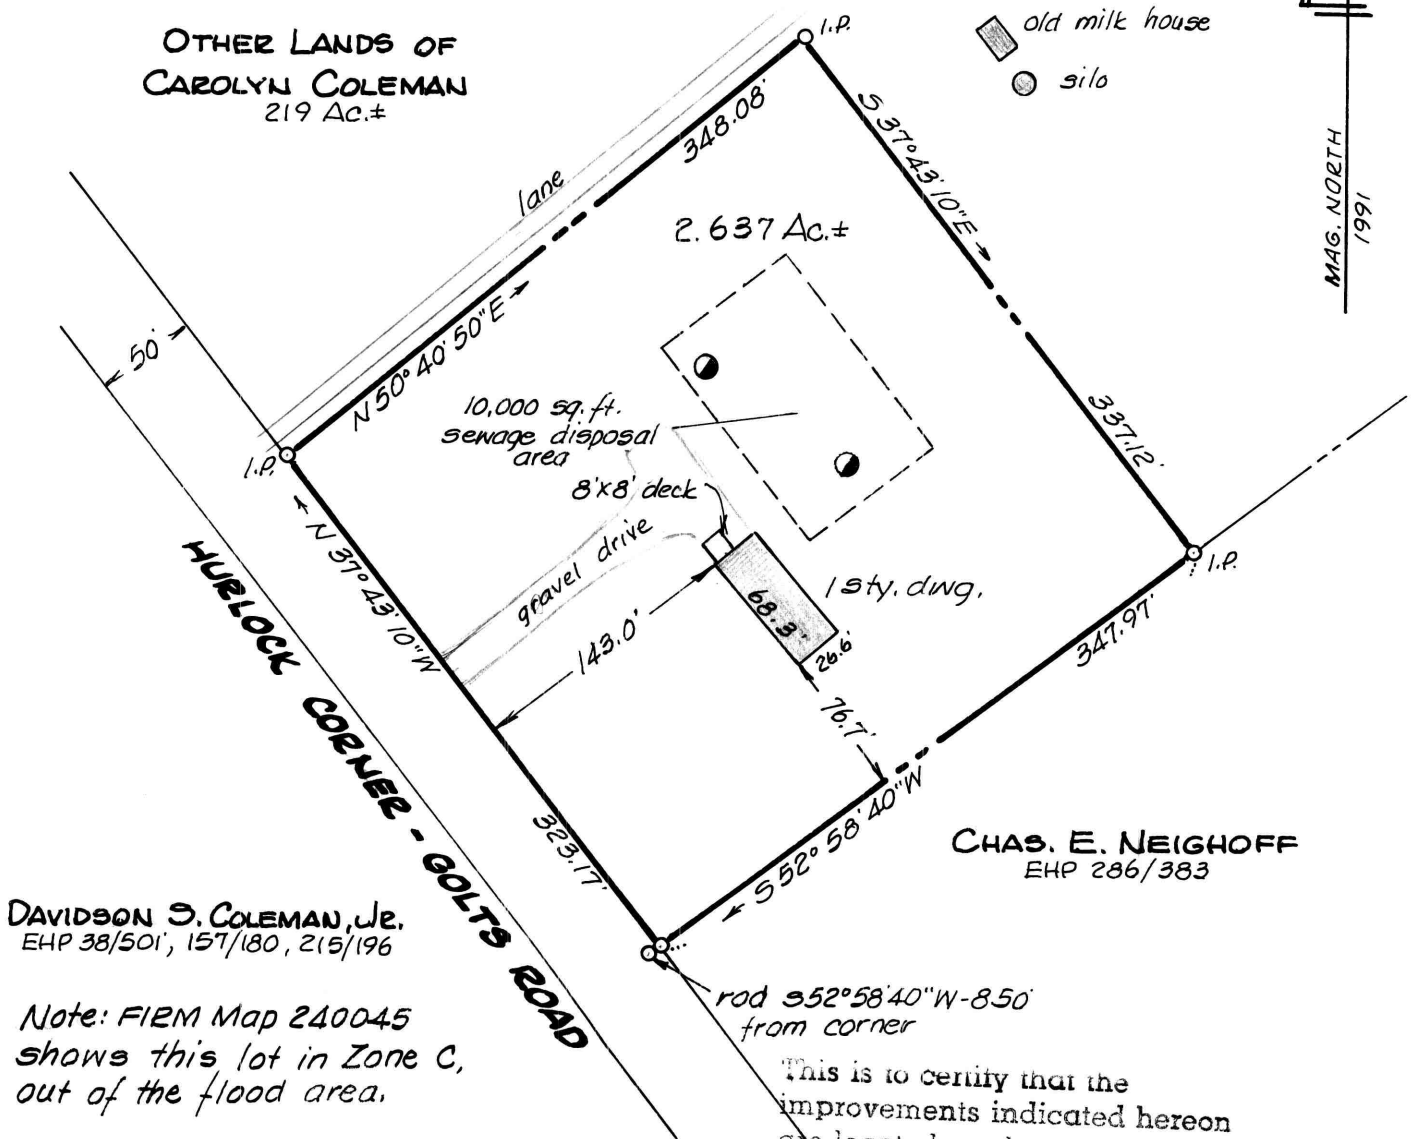 OTHER LANDS OF
CAROLYN COLEMAN
219 Ac.±
I.P.
old milk house
silo
MAG. NORTH
1991
lane
348.08'
S 37° 43' 10"E
2.637 Ac.±
50'
N 50° 40' 50"E
10,000 sq. ft.
sewage disposal
area
337.12'
I.P.
8'x8' deck
N 37° 43' 10"W
gravel drive
1 sty. dwg.
I.P.
68.3'
26.6'
143.0'
347.97'
76.7'
HURLOCK CORNER - GOLTS ROAD
323.17'
S 52° 58' 40"W
CHAS. E. NEIGHOFF
EHP 286/383
DAVIDSON S. COLEMAN, Jr.
EHP 38/501, 157/180, 215/196
rod S52°58'40"W-8.50'
from corner
Note: FIRM Map 240045
shows this lot in Zone C,
out of the flood area.
This is to certify that the
improvements indicated hereon
are